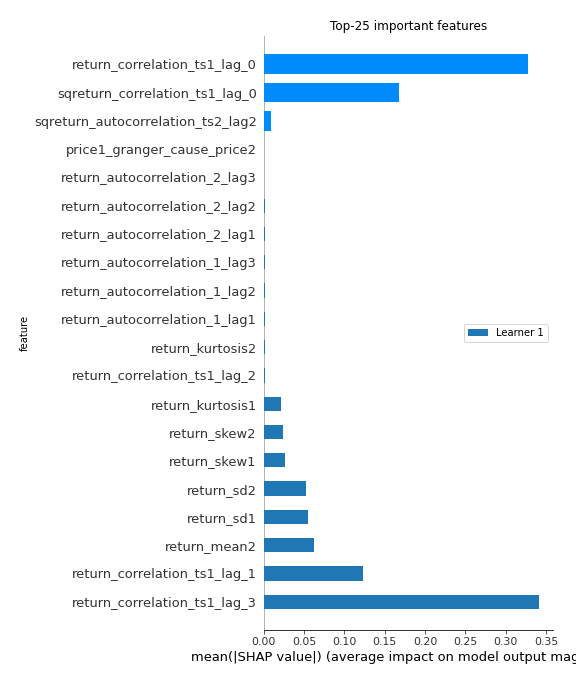 Top-25 important features
return_correlation_ts1_lag_0
sqreturn_correlation_ts1_lag_0
sqreturn_autocorrelation_ts2_lag2
price1_granger_cause_price2
return_autocorrelation_2_lag3
return_autocorrelation_2_lag2
return_autocorrelation_2_lag1
return_autocorrelation_1_lag3
return_autocorrelation_1_lag2
return_autocorrelation_1_lag1
return_kurtosis2
return_correlation_ts1_lag_2
return_kurtosis1
return_skew2
return_skew1
return_sd2
return_sd1
return_mean2
return_correlation_ts1_lag_1
return_correlation_ts1_lag_3
feature
Learner 1
0.00 0.05 0.10 0.15 0.20 0.25 0.30 0.35
mean(|SHAP value|) (average impact on model output mag